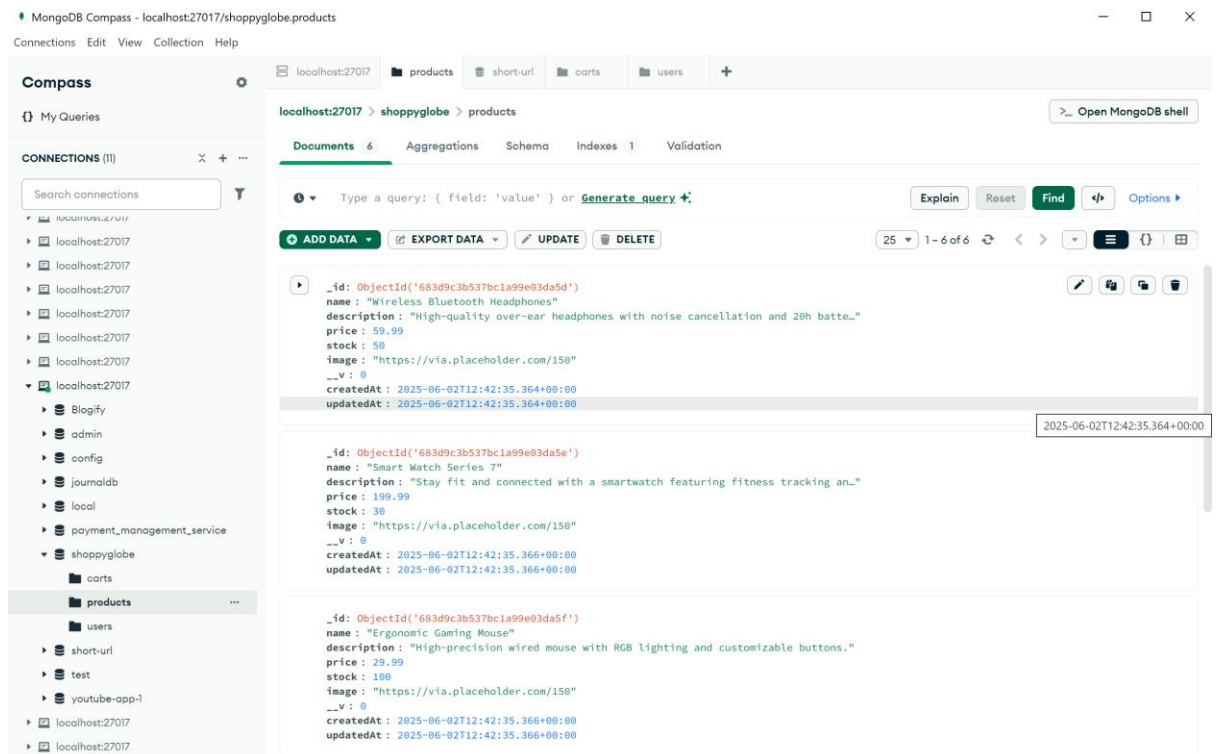 MongoDB Compass - localhost:27017/shoppyglobe.products
Connections Edit View Collection Help
Compass
{} My Queries
CONNECTIONS (11)
Search connections
localhost:27017
localhost:27017
localhost:27017
localhost:27017
localhost:27017
localhost:27017
localhost:27017
localhost:27017
Blogify
admin
config
journaldb
local
payment_management_service
shoppyglobe
carts
products
users
short-url
test
youtube-app-1
localhost:27017
localhost:27017
localhost:27017 products short-url carts users
localhost:27017 > shoppyglobe > products
>_ Open MongoDB shell
Documents 6 Aggregations Schema Indexes 1 Validation
Type a query: { field: 'value' } or Generate query
Explain Reset Find </> Options
ADD DATA EXPORT DATA UPDATE DELETE
25 1 – 6 of 6 {}
_id: ObjectId('683d9c3b537bc1a99e03da5d')
name : "Wireless Bluetooth Headphones"
description : "High-quality over-ear headphones with noise cancellation and 20h batte…"
price : 59.99
stock : 50
image : "https://via.placeholder.com/150"
__v : 0
createdAt : 2025-06-02T12:42:35.364+00:00
updatedAt : 2025-06-02T12:42:35.364+00:00
2025-06-02T12:42:35.364+00:00
_id: ObjectId('683d9c3b537bc1a99e03da5e')
name : "Smart Watch Series 7"
description : "Stay fit and connected with a smartwatch featuring fitness tracking an…"
price : 199.99
stock : 30
image : "https://via.placeholder.com/150"
__v : 0
createdAt : 2025-06-02T12:42:35.366+00:00
updatedAt : 2025-06-02T12:42:35.366+00:00
_id: ObjectId('683d9c3b537bc1a99e03da5f')
name : "Ergonomic Gaming Mouse"
description : "High-precision wired mouse with RGB lighting and customizable buttons."
price : 29.99
stock : 100
image : "https://via.placeholder.com/150"
__v : 0
createdAt : 2025-06-02T12:42:35.366+00:00
updatedAt : 2025-06-02T12:42:35.366+00:00